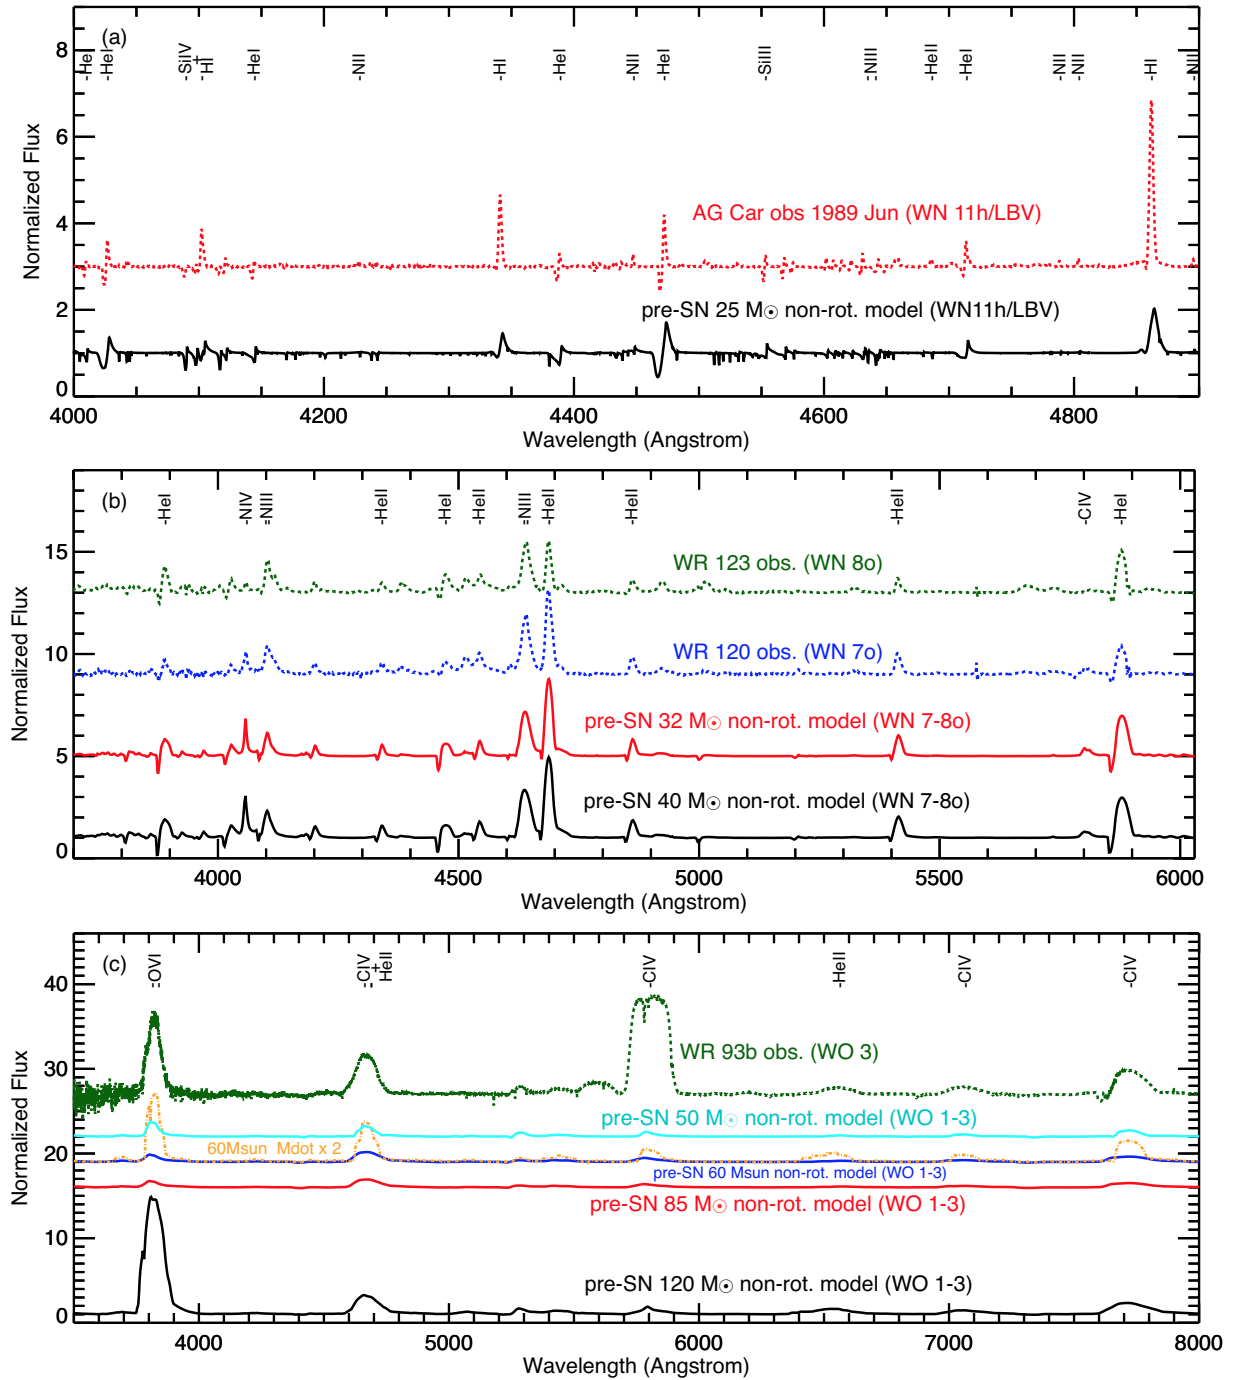 (a)
-HeI
-HeI
-SiIV
+
-HI
-HeI
-NII
-HI
-HeI
-NII
-HeI
-SiIII
-NIII
-HeII
-HeI
-NII
-NII
-HI
-NII
8
6
4
2
0
Normalized Flux
AG Car obs 1989 Jun (WN 11h/LBV)
pre-SN 25 M☉ non-rot. model (WN11h/LBV)
4000
4200
4400
4600
4800
Wavelength (Angstrom)
(b)
-HeI
-NIV
=NIII
-HeII
-HeI
-HeII
=NIII
-HeII
-HeII
-HeII
-CIV
-HeI
15
10
5
0
Normalized Flux
WR 123 obs. (WN 8o)
WR 120 obs. (WN 7o)
pre-SN 32 M☉ non-rot. model (WN 7-8o)
pre-SN 40 M☉ non-rot. model (WN 7-8o)
4000
4500
5000
5500
6000
Wavelength (Angstrom)
(c)
=OVI
=CIV
+
HeII
-CIV
-HeII
-CIV
-CIV
40
30
20
10
0
Normalized Flux
WR 93b obs. (WO 3)
pre-SN 50 M☉ non-rot. model (WO 1-3)
60Msun Mdot x 2
pre-SN 60 Msun non-rot. model (WO 1-3)
pre-SN 85 M☉ non-rot. model (WO 1-3)
pre-SN 120 M☉ non-rot. model (WO 1-3)
4000
5000
6000
7000
8000
Wavelength (Angstrom)